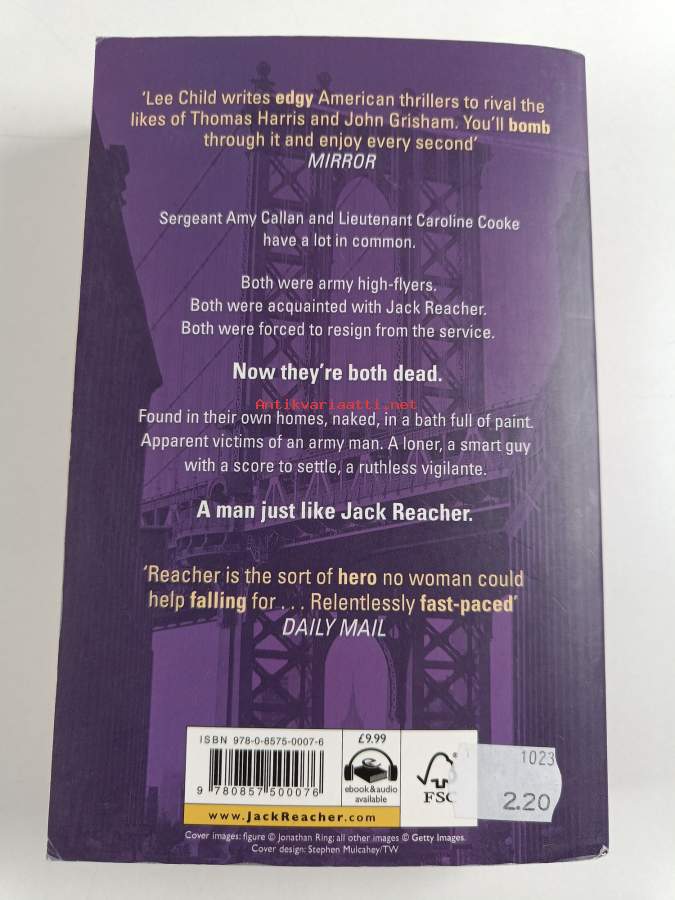 ‘Lee Child writes edgy American thrillers to rival the
likes of Thomas Harris and John Grisham. You’ll bomb
through it and enjoy every second’
MIRROR
Sergeant Amy Callan and Lieutenant Caroline Cooke
have a lot in common.
Both were army high-flyers.
Both were acquainted with Jack Reacher.
Both were forced to resign from the service.
Now they’re both dead.
Antikvariaatti.net
Found in their own homes, naked, in a bath full of paint.
Apparent victims of an army man. A loner, a smart guy
with a score to settle, a ruthless vigilante.
A man just like Jack Reacher.
‘Reacher is the sort of hero no woman could
help falling for . . . Relentlessly fast-paced’
DAILY MAIL
ISBN 978-0-8575-0007-6
9 780857 500076
£9.99
ebook & audio
available
FSC
1023
2.20
www.JackReacher.com
Cover images: figure © Jonathan Ring; all other images © Getty Images.
Cover design: Stephen Mulcahey/TW